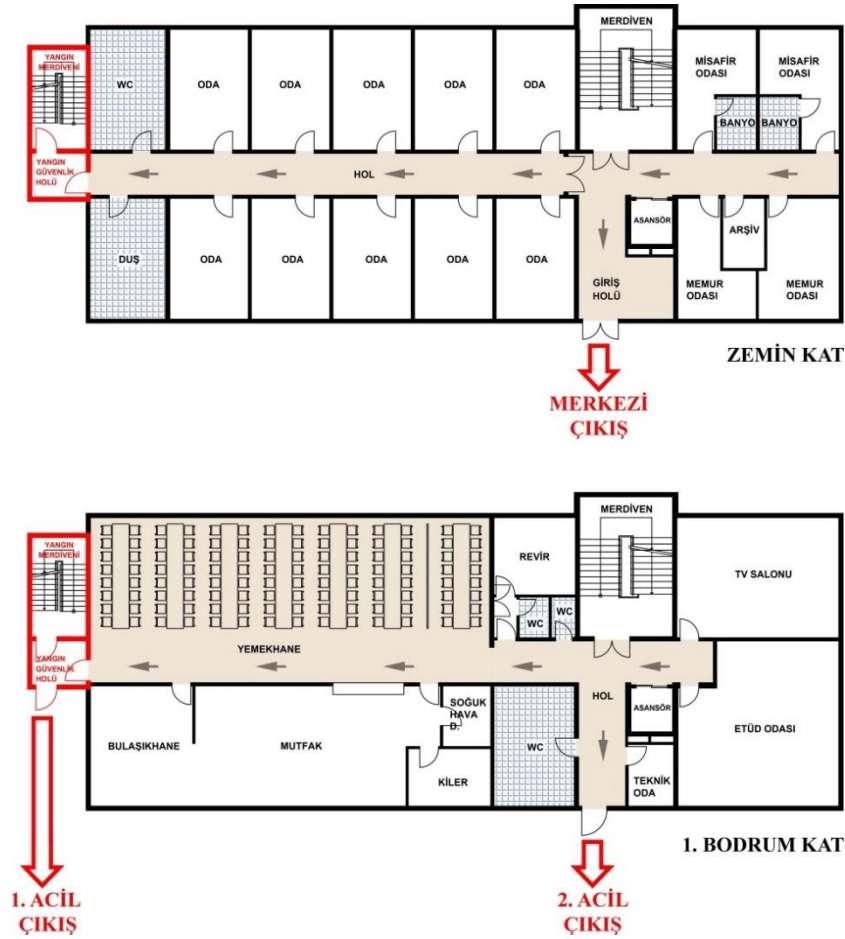 MERDİVEN
YANGIN
MERDİVENİ
WC
ODA
ODA
ODA
ODA
ODA
MİSAFİR
ODASI
MİSAFİR
ODASI
BANYO
BANYO
YANGIN
GÜVENLİK
HOLÜ
HOL
ASANSÖR
ARŞİV
DUŞ
ODA
ODA
ODA
ODA
ODA
GİRİŞ
HOLÜ
MEMUR
ODASI
MEMUR
ODASI
ZEMİN KAT
MERKEZİ
ÇIKIŞ
MERDİVEN
YANGIN
MERDİVENİ
REVİR
TV SALONU
WC
WC
YEMEKHANE
YANGIN
GÜVENLİK
HOLÜ
HOL
SOĞUK
HAVA
D.
ASANSÖR
ETÜD ODASI
BULAŞIKHANE
MUTFAK
WC
KİLER
TEKNİK
ODA
1. BODRUM KAT
1. ACİL
ÇIKIŞ
2. ACİL
ÇIKIŞ